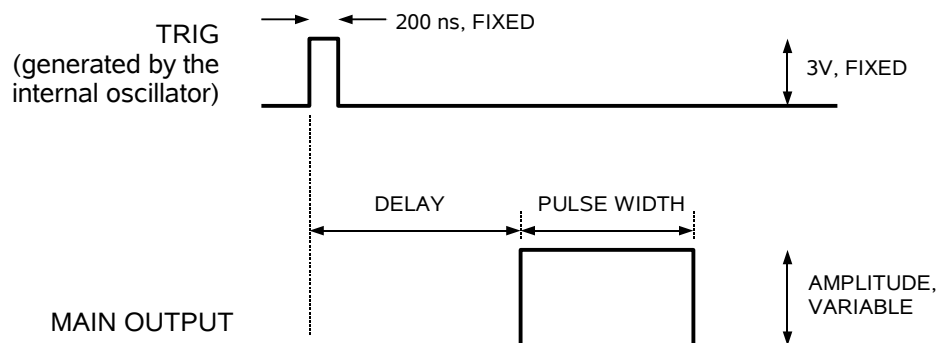 200 ns, FIXED
TRIG
(generated by the
internal oscillator)
3V, FIXED
DELAY
PULSE WIDTH
AMPLITUDE,
VARIABLE
MAIN OUTPUT